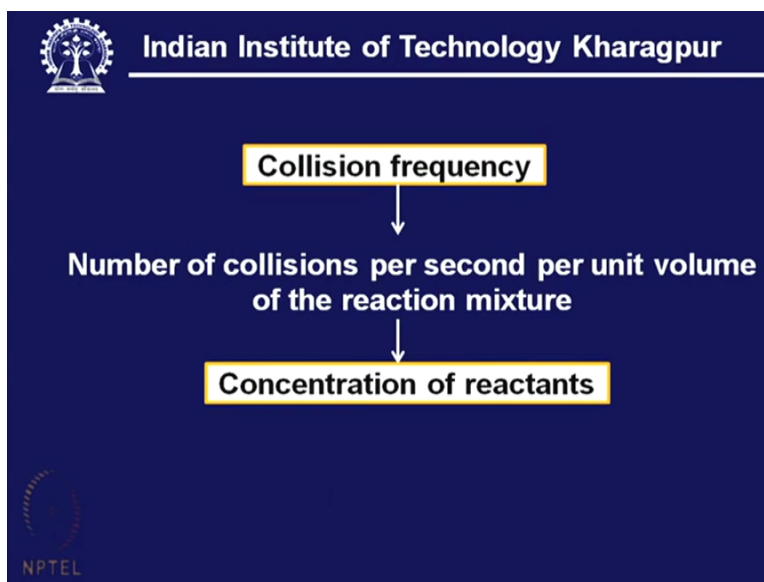 Indian Institute of Technology Kharagpur
Collision frequency
Number of collisions per second per unit volume
of the reaction mixture
Concentration of reactants
NPTEL